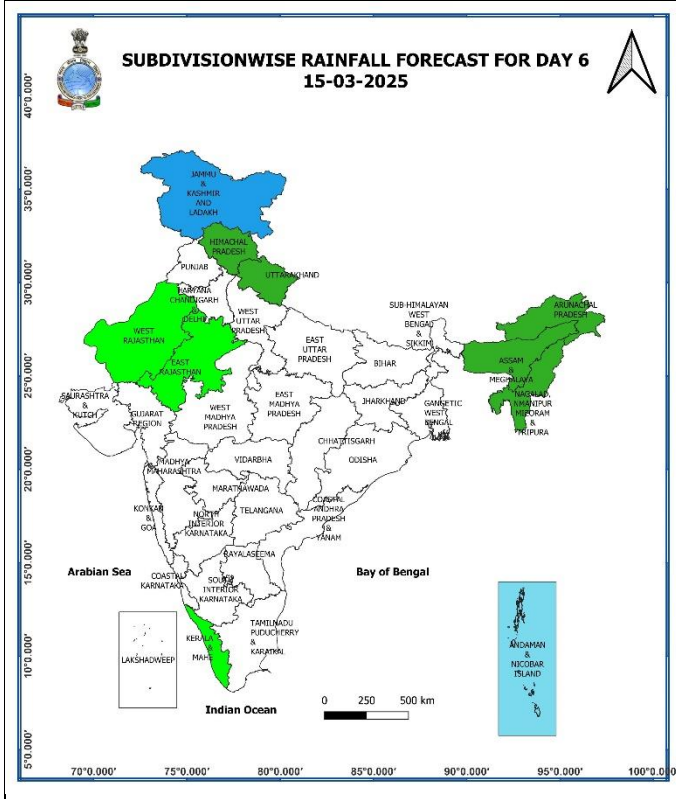 SUBDIVISIONWISE RAINFALL FORECAST FOR DAY 6
15-03-2025
40°0.000'
35°0.000'
30°0.000'
25°0.000'
20°0.000'
15°0.000'
10°0.000'
5°0.000'
JAMMU
&
KASHMIR
AND
LADAKH
HIMACHAL
PRADESH
PUNJAB
UTTARAKHAND
HARYANA
CHANDIGARH
&
DELHI
WEST
UTTAR
PRADESH
SUB-HIMALAYAN
WEST
BENGAL
&
SIKKIM
ARUNACHAL
PRADESH
WEST
RAJASTHAN
EAST
RAJASTHAN
EAST
UTTAR
PRADESH
BIHAR
ASSAM
&
MEGHALAYA
NAGALAD,
NMANIPUR
MIZORAM
&
TRIPURA
SAURASHTRA
&
KUTCH
GUJARAT
REGION
WEST
MADHYA
PRADESH
EAST
MADHYA
PRADESH
JHARKHAND
GANGETIC
WEST
BENGAL
CHHATTISGARH
ODISHA
MADHYA
MAHARASHTRA
VIDARBHA
MARATHAWADA
TELANGANA
COASTAL
ANDHRA
PRADESH
&
YANAM
KONKAN
&
GOA
NORTH
INTERIOR
KARNATAKA
RAYALASEEMA
Arabian Sea
Bay of Bengal
COASTAL
KARNATAKA
SOUTH
INTERIOR
KARNATAKA
TAMILNADU
PUDUCHERRY
&
KARAIKAL
KERALA
&
MAHE
LAKSHADWEEP
ANDAMAN
&
NICOBAR
ISLAND
Indian Ocean
0 250 500 km
70°0.000' 75°0.000' 80°0.000' 85°0.000' 90°0.000' 95°0.000' 100°0.000'